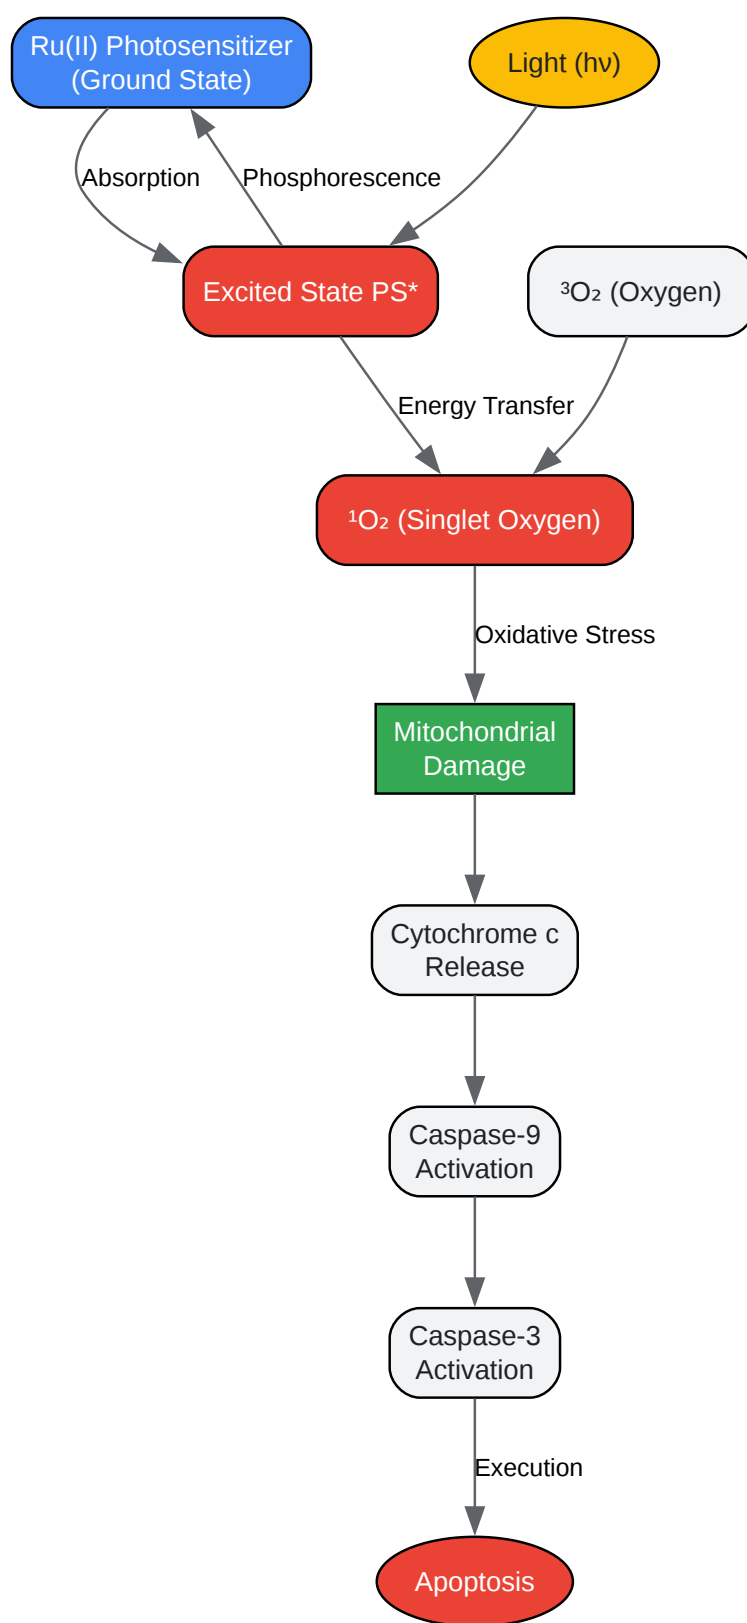 Ru(II) Photosensitizer
(Ground State)
Light (hν)
Absorption
Phosphorescence
Excited State PS*
³O₂ (Oxygen)
Energy Transfer
¹O₂ (Singlet Oxygen)
Oxidative Stress
Mitochondrial
Damage
Cytochrome c
Release
Caspase-9
Activation
Caspase-3
Activation
Execution
Apoptosis